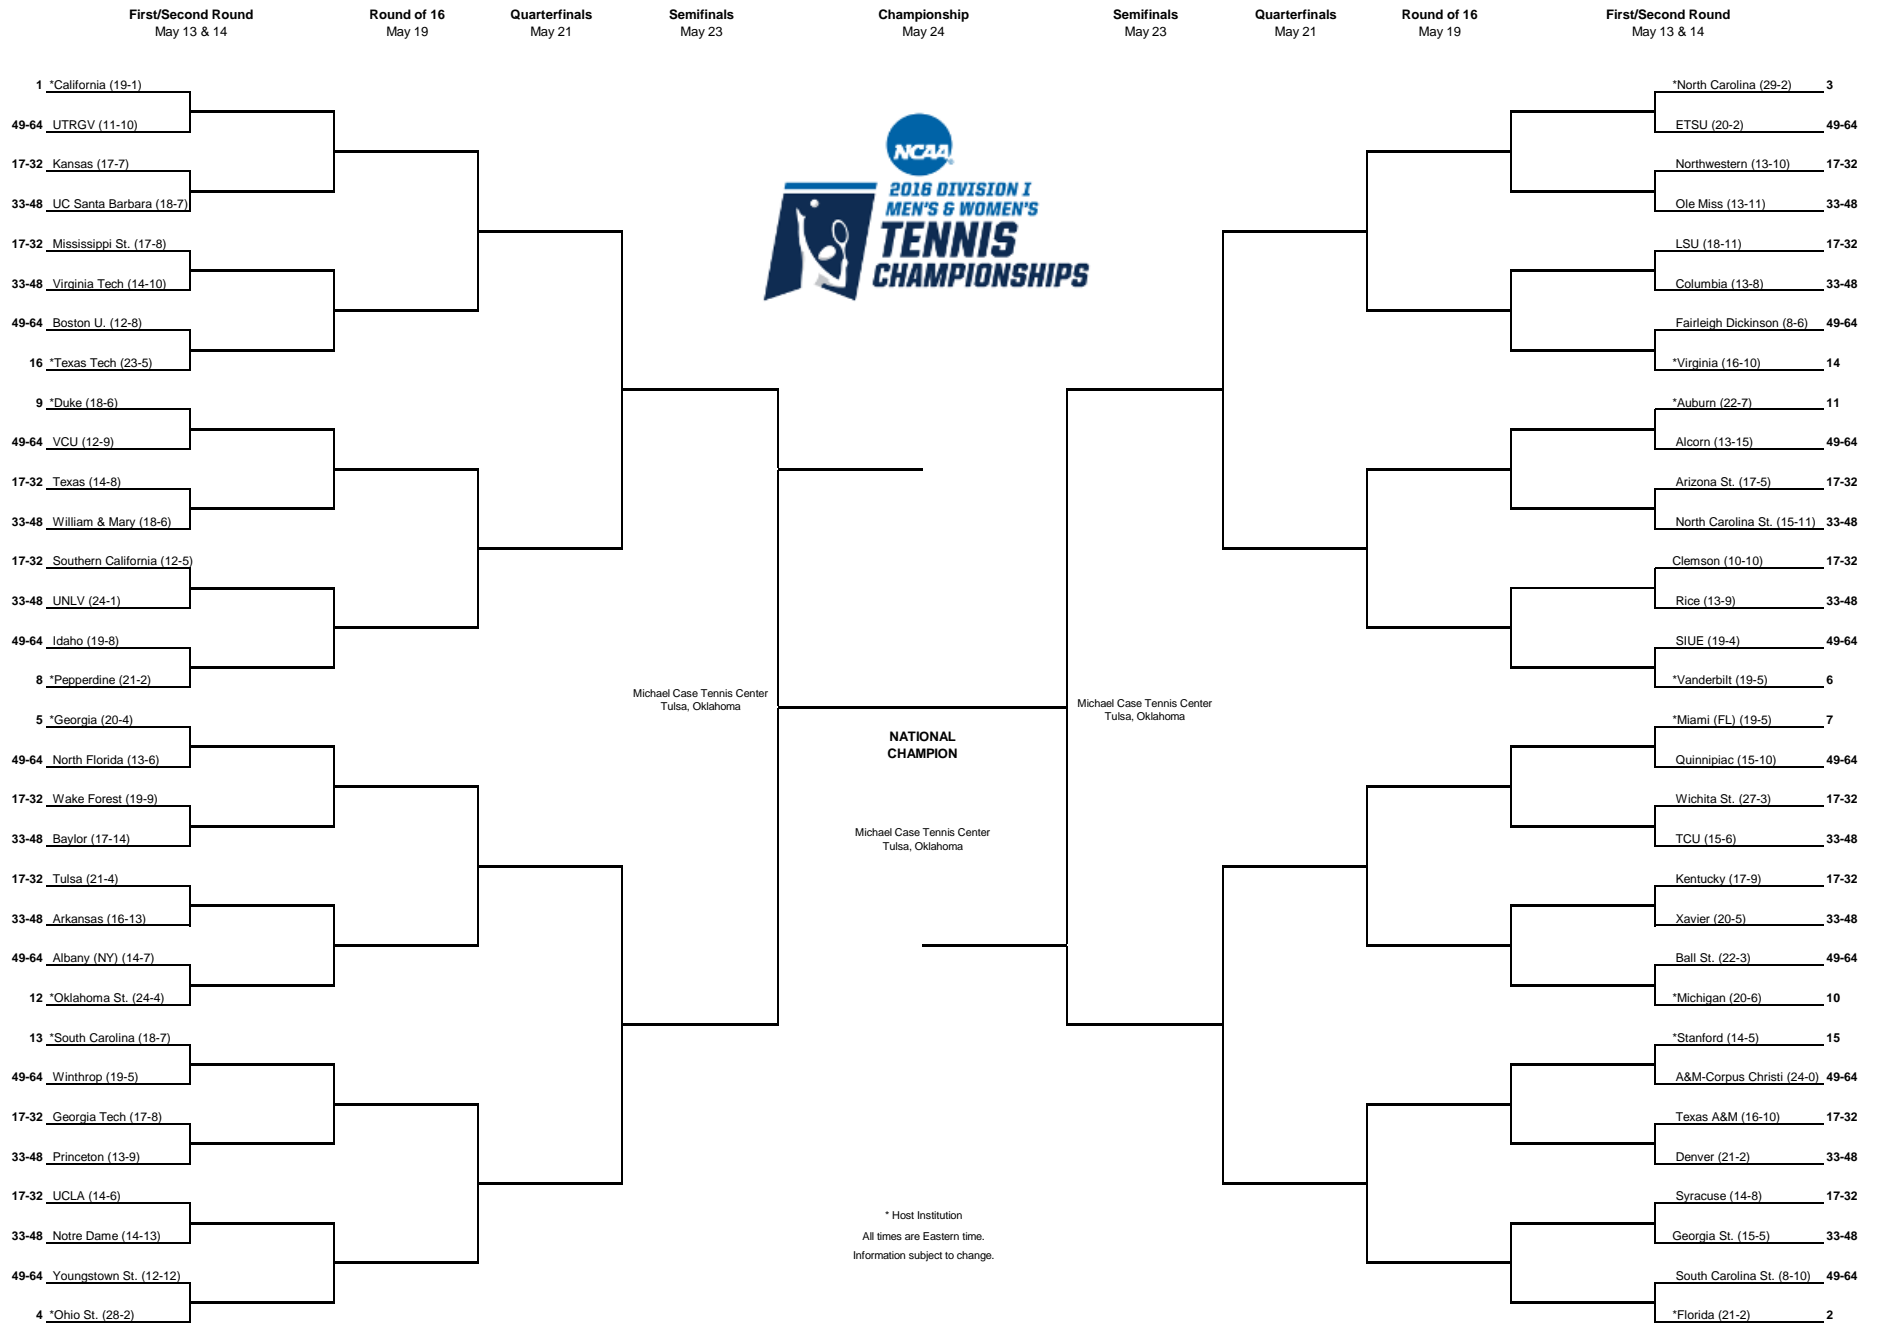 First/Second Round
May 13 & 14
Round of 16
May 19
Quarterfinals
May 21
Semifinals
May 23
Championship
May 24
Semifinals
May 23
Quarterfinals
May 21
Round of 16
May 19
First/Second Round
May 13 & 14
1 *California (19-1)
49-64 UTRGV (11-10)
17-32 Kansas (17-7)
33-48 UC Santa Barbara (18-7)
17-32 Mississippi St. (17-8)
33-48 Virginia Tech (14-10)
49-64 Boston U. (12-8)
16 *Texas Tech (23-5)
9 *Duke (18-6)
49-64 VCU (12-9)
17-32 Texas (14-8)
33-48 William & Mary (18-6)
17-32 Southern California (12-5)
33-48 UNLV (24-1)
49-64 Idaho (19-8)
8 *Pepperdine (21-2)
5 *Georgia (20-4)
49-64 North Florida (13-6)
17-32 Wake Forest (19-9)
33-48 Baylor (17-14)
17-32 Tulsa (21-4)
33-48 Arkansas (16-13)
49-64 Albany (NY) (14-7)
12 *Oklahoma St. (24-4)
13 *South Carolina (18-7)
49-64 Winthrop (19-5)
17-32 Georgia Tech (17-8)
33-48 Princeton (13-9)
17-32 UCLA (14-6)
33-48 Notre Dame (14-13)
49-64 Youngstown St. (12-12)
4 *Ohio St. (28-2)
NCAA
2016 DIVISION I
MEN'S & WOMEN'S
TENNIS
CHAMPIONSHIPS
Michael Case Tennis Center
Tulsa, Oklahoma
NATIONAL
CHAMPION
Michael Case Tennis Center
Tulsa, Oklahoma
Michael Case Tennis Center
Tulsa, Oklahoma
* Host Institution
All times are Eastern time.
Information subject to change.
*North Carolina (29-2) 3
ETSU (20-2) 49-64
Northwestern (13-10) 17-32
Ole Miss (13-11) 33-48
LSU (18-11) 17-32
Columbia (13-8) 33-48
Fairleigh Dickinson (8-6) 49-64
*Virginia (16-10) 14
*Auburn (22-7) 11
Alcorn (13-15) 49-64
Arizona St. (17-5) 17-32
North Carolina St. (15-11) 33-48
Clemson (10-10) 17-32
Rice (13-9) 33-48
SIUE (19-4) 49-64
*Vanderbilt (19-5) 6
*Miami (FL) (19-5) 7
Quinnipiac (15-10) 49-64
Wichita St. (27-3) 17-32
TCU (15-6) 33-48
Kentucky (17-9) 17-32
Xavier (20-5) 33-48
Ball St. (22-3) 49-64
*Michigan (20-6) 10
*Stanford (14-5) 15
A&M-Corpus Christi (24-0) 49-64
Texas A&M (16-10) 17-32
Denver (21-2) 33-48
Syracuse (14-8) 17-32
Georgia St. (15-5) 33-48
South Carolina St. (8-10) 49-64
*Florida (21-2) 2